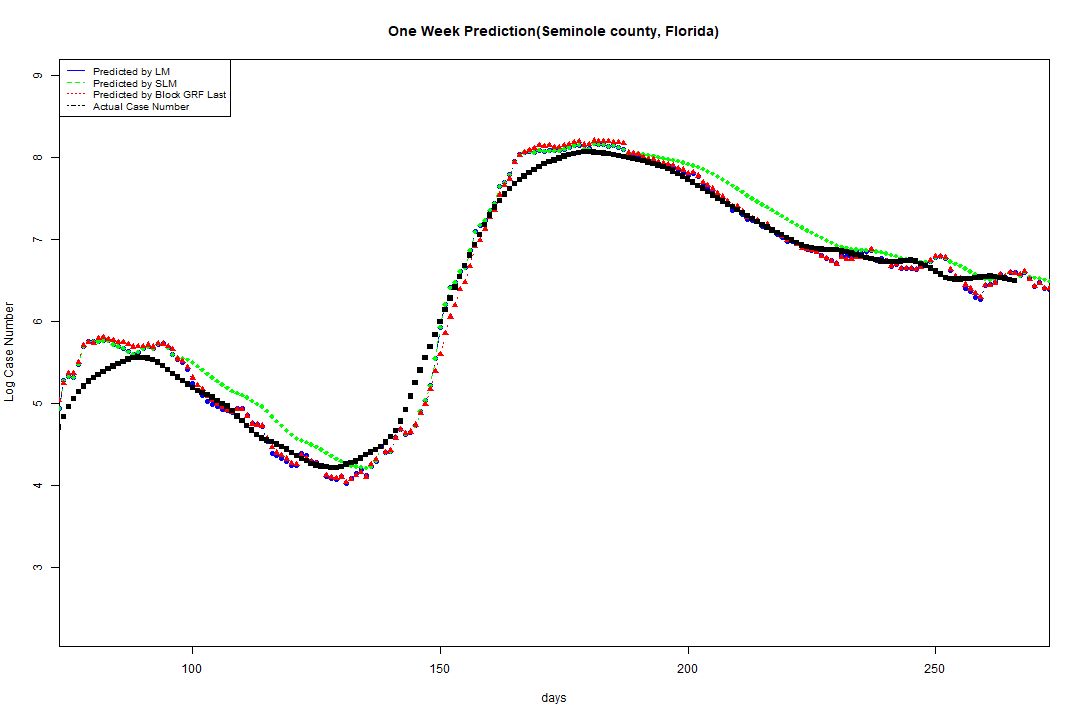 One Week Prediction(Seminole county, Florida)
Predicted by LM
Predicted by SLM
Predicted by Block GRF Last
Actual Case Number
9
8
7
6
5
4
3
Log Case Number
100
150
200
250
days